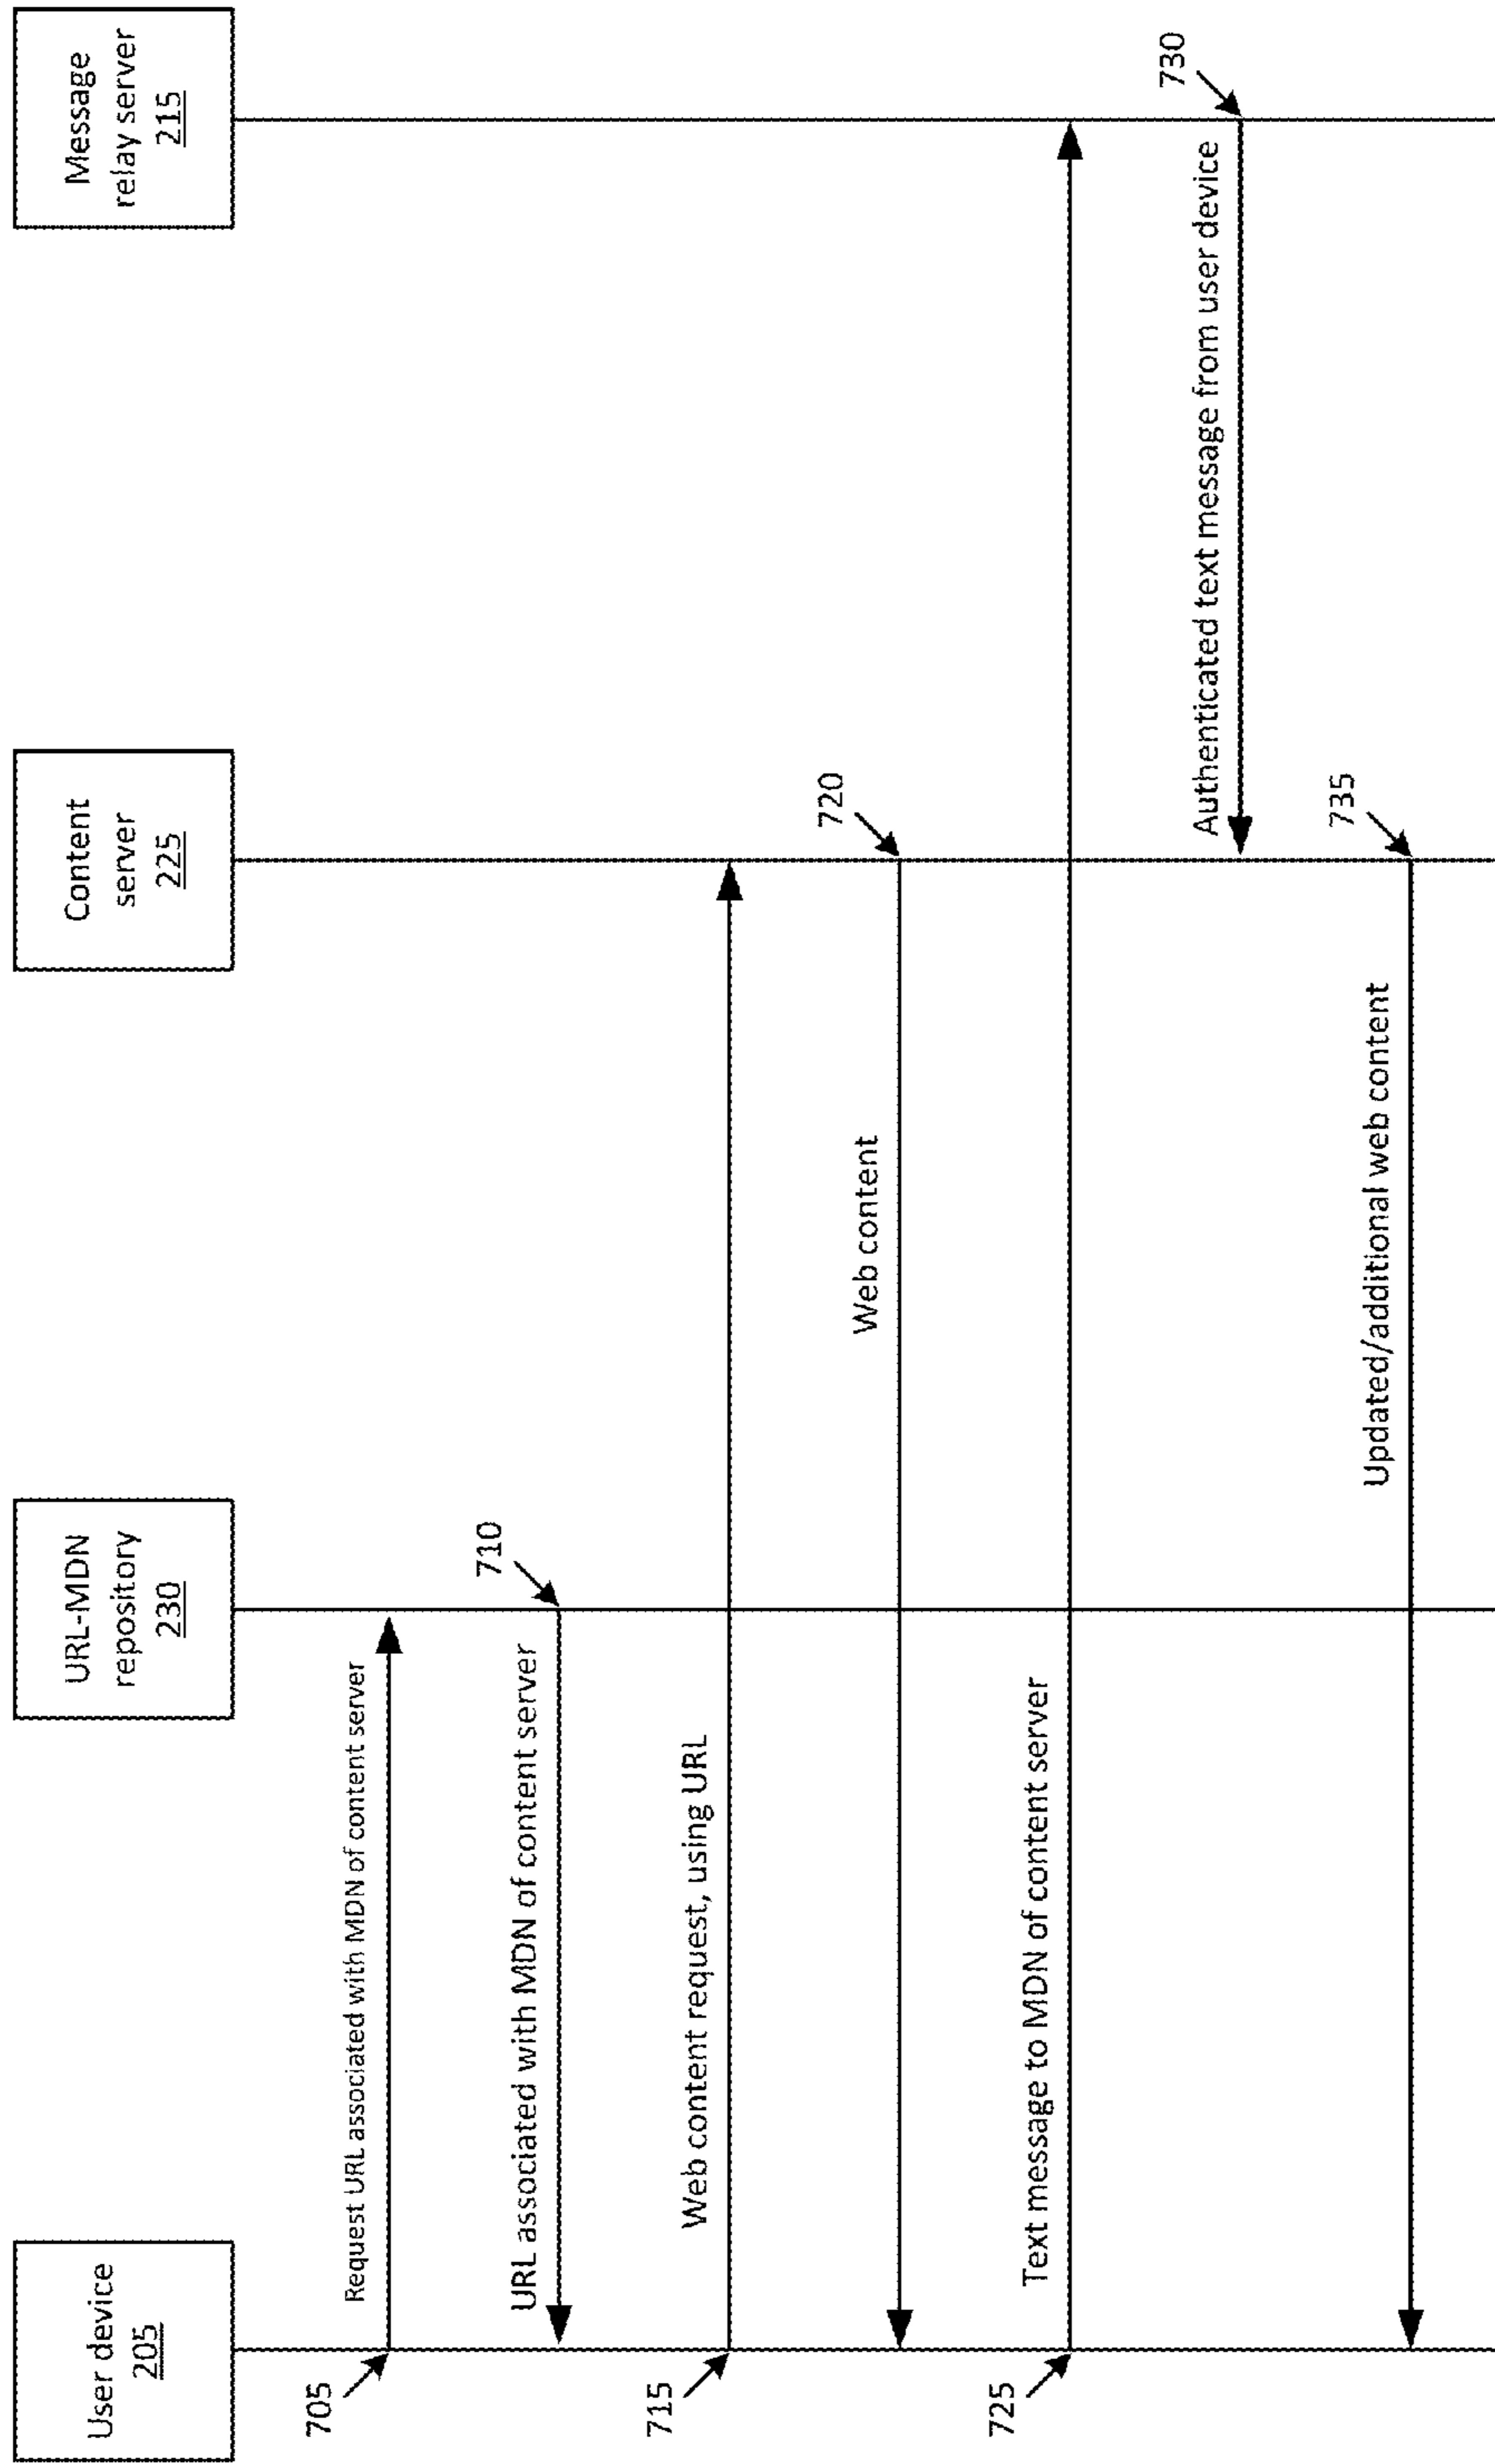 User device
205
URL-MDN
repository
230
Content
server
225
Message
relay server
215
705
Request URL associated with MDN of content server
710
URL associated with MDN of content server
715
Web content request, using URL
720
Web content
725
Text message to MDN of content server
730
Authenticated text message from user device
735
Updated/additional web content